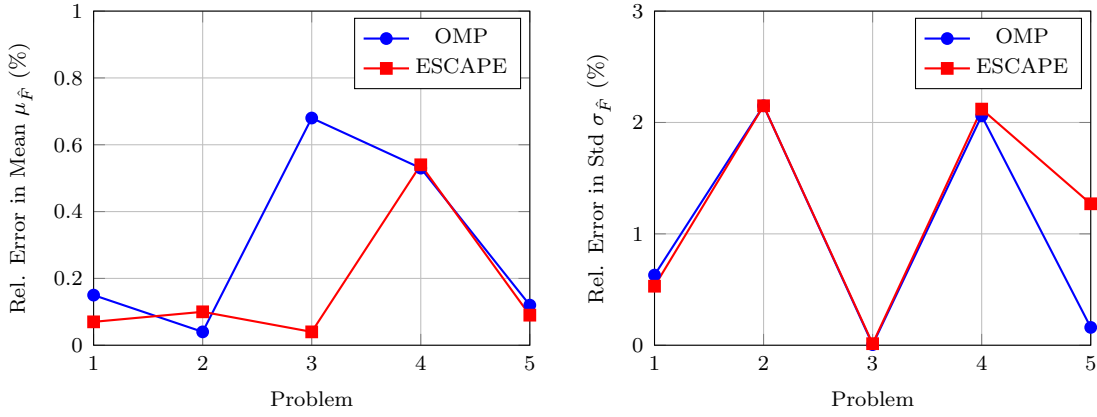 Rel. Error in Mean μ_F̂ (%)
1
0.8
0.6
0.4
0.2
0
1 2 3 4 5
Problem
OMP
ESCAPE
Rel. Error in Std σ_F̂ (%)
3
2
1
0
1 2 3 4 5
Problem
OMP
ESCAPE